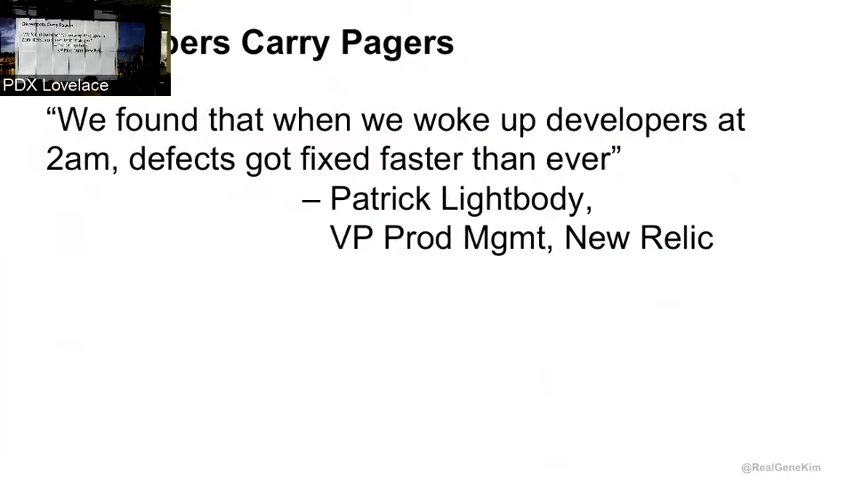 pers Carry Pagers
PDX Lovelace
“We found that when we woke up developers at
2am, defects got fixed faster than ever”
– Patrick Lightbody,
VP Prod Mgmt, New Relic
@RealGeneKim